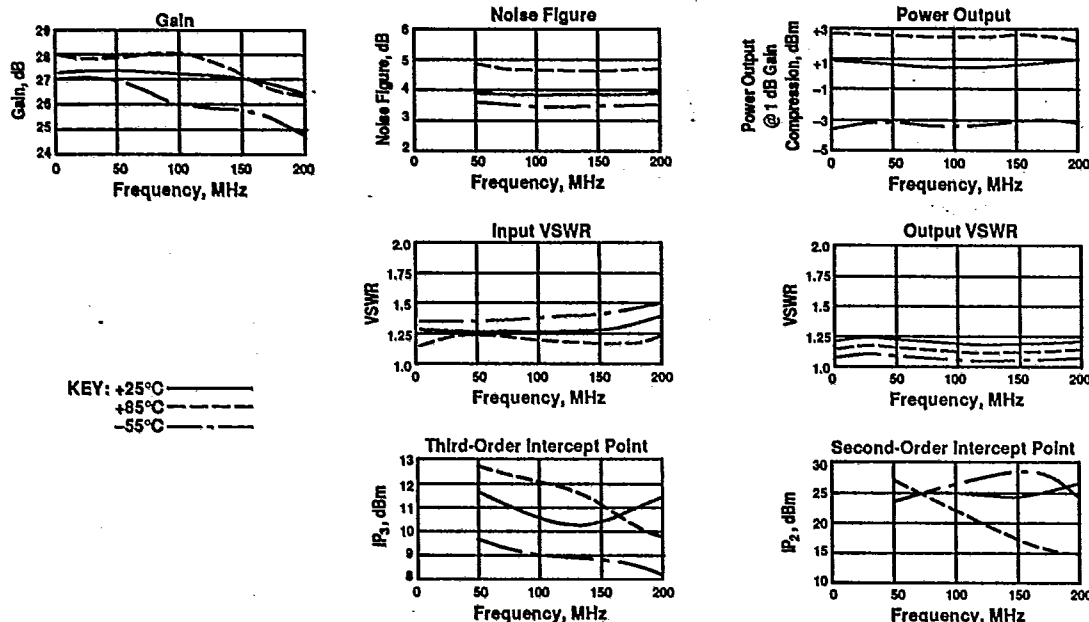 Gain
Gain, dB
29
28
27
26
25
24
0 50 100 150 200
Frequency, MHz
Noise Figure
Noise Figure, dB
6
5
4
3
2
0 50 100 150 200
Frequency, MHz
Power Output
Power Output
@ 1 dB Gain
Compression, dBm
+3
+1
–1
–3
–5
0 50 100 150 200
Frequency, MHz
Input VSWR
VSWR
2.0
1.75
1.5
1.25
1.0
0 50 100 150 200
Frequency, MHz
Output VSWR
VSWR
2.0
1.75
1.5
1.25
1.0
0 50 100 150 200
Frequency, MHz
KEY: +25°C
+85°C
–55°C
Third-Order Intercept Point
IP3, dBm
13
12
11
10
9
8
0 50 100 150 200
Frequency, MHz
Second-Order Intercept Point
IP2, dBm
30
25
20
15
10
0 50 100 150 200
Frequency, MHz